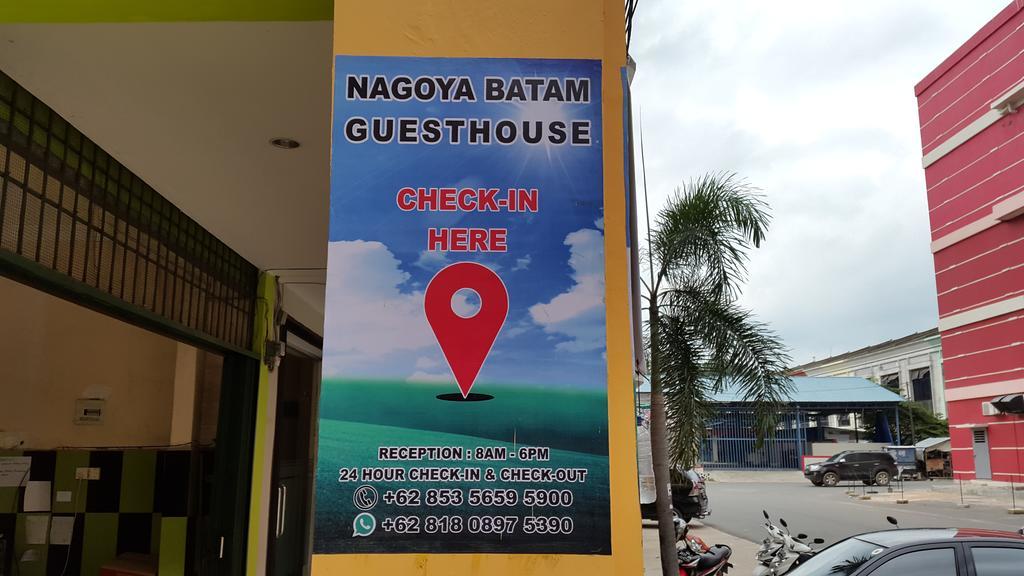 NAGOYA BATAM
GUESTHOUSE
CHECK-IN
HERE
RECEPTION : 8AM - 6PM
24 HOUR CHECK-IN & CHECK-OUT
+62 853 5659 5900
+62 818 0897 5390